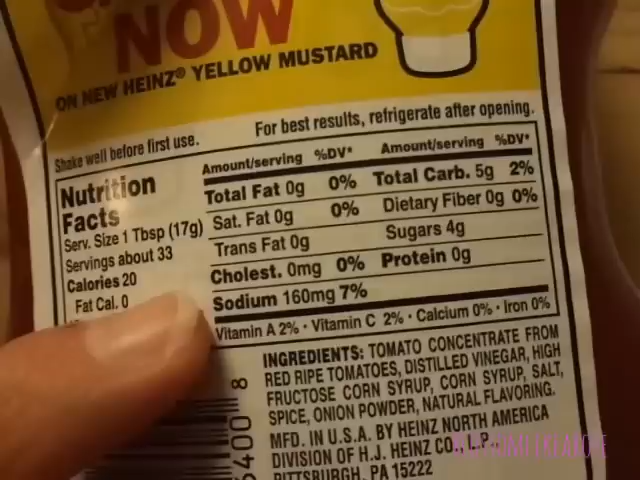 NOW
ON NEW HEINZ® YELLOW MUSTARD
Shake well before first use.
For best results, refrigerate after opening.
Nutrition
Facts
Serv. Size 1 Tbsp (17g)
Servings about 33
Calories 20
Fat Cal. 0
Amount/serving %DV*
Total Fat 0g 0%
Sat. Fat 0g 0%
Trans Fat 0g
Cholest. 0mg 0%
Sodium 160mg 7%
Amount/serving %DV*
Total Carb. 5g 2%
Dietary Fiber 0g 0%
Sugars 4g
Protein 0g
Vitamin A 2% • Vitamin C 2% • Calcium 0% • Iron 0%
INGREDIENTS: TOMATO CONCENTRATE FROM
RED RIPE TOMATOES, DISTILLED VINEGAR, HIGH
FRUCTOSE CORN SYRUP, CORN SYRUP, SALT,
SPICE, ONION POWDER, NATURAL FLAVORING.
MFD. IN U.S.A. BY HEINZ NORTH AMERICA
DIVISION OF H.J. HEINZ CO., L.P.,
PITTSBURGH, PA 15222
6400 8